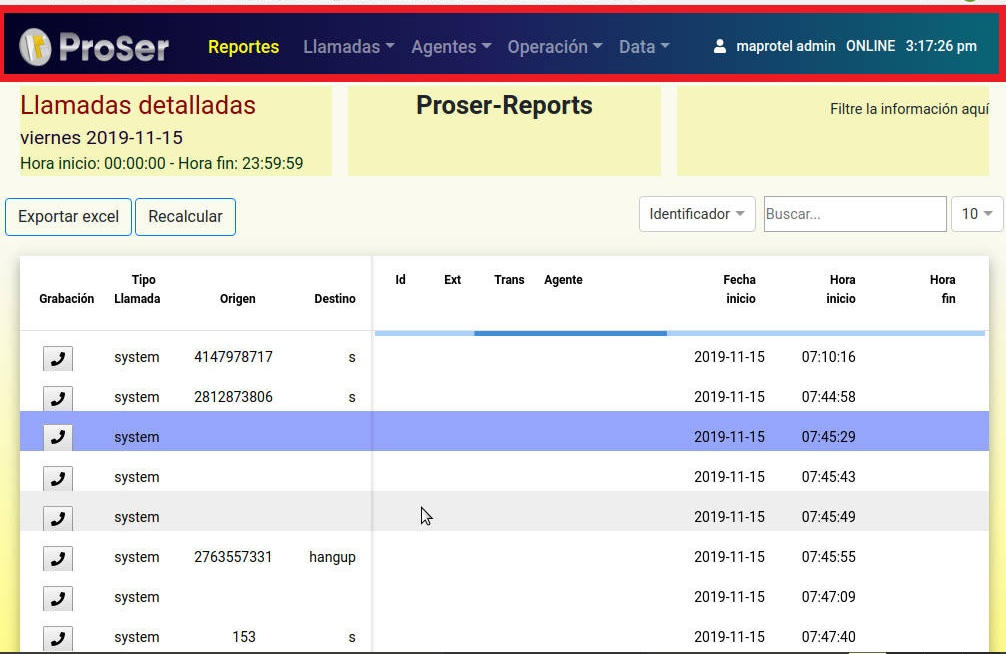 ProSer Reportes Llamadas Agentes Operación Data maprotel admin ONLINE 3:17:26 pm
Llamadas detalladas
viernes 2019-11-15
Hora inicio: 00:00:00 - Hora fin: 23:59:59
Proser-Reports
Filtre la información aquí
Exportar excel Recalcular Identificador Buscar... 10
Grabación Tipo Llamada Origen Destino Id Ext Trans Agente Fecha inicio Hora inicio Hora fin
system 4147978717 s 2019-11-15 07:10:16
system 2812873806 s 2019-11-15 07:44:58
system 2019-11-15 07:45:29
system 2019-11-15 07:45:43
system 2019-11-15 07:45:49
system 2763557331 hangup 2019-11-15 07:45:55
system 2019-11-15 07:47:09
system 153 s 2019-11-15 07:47:40